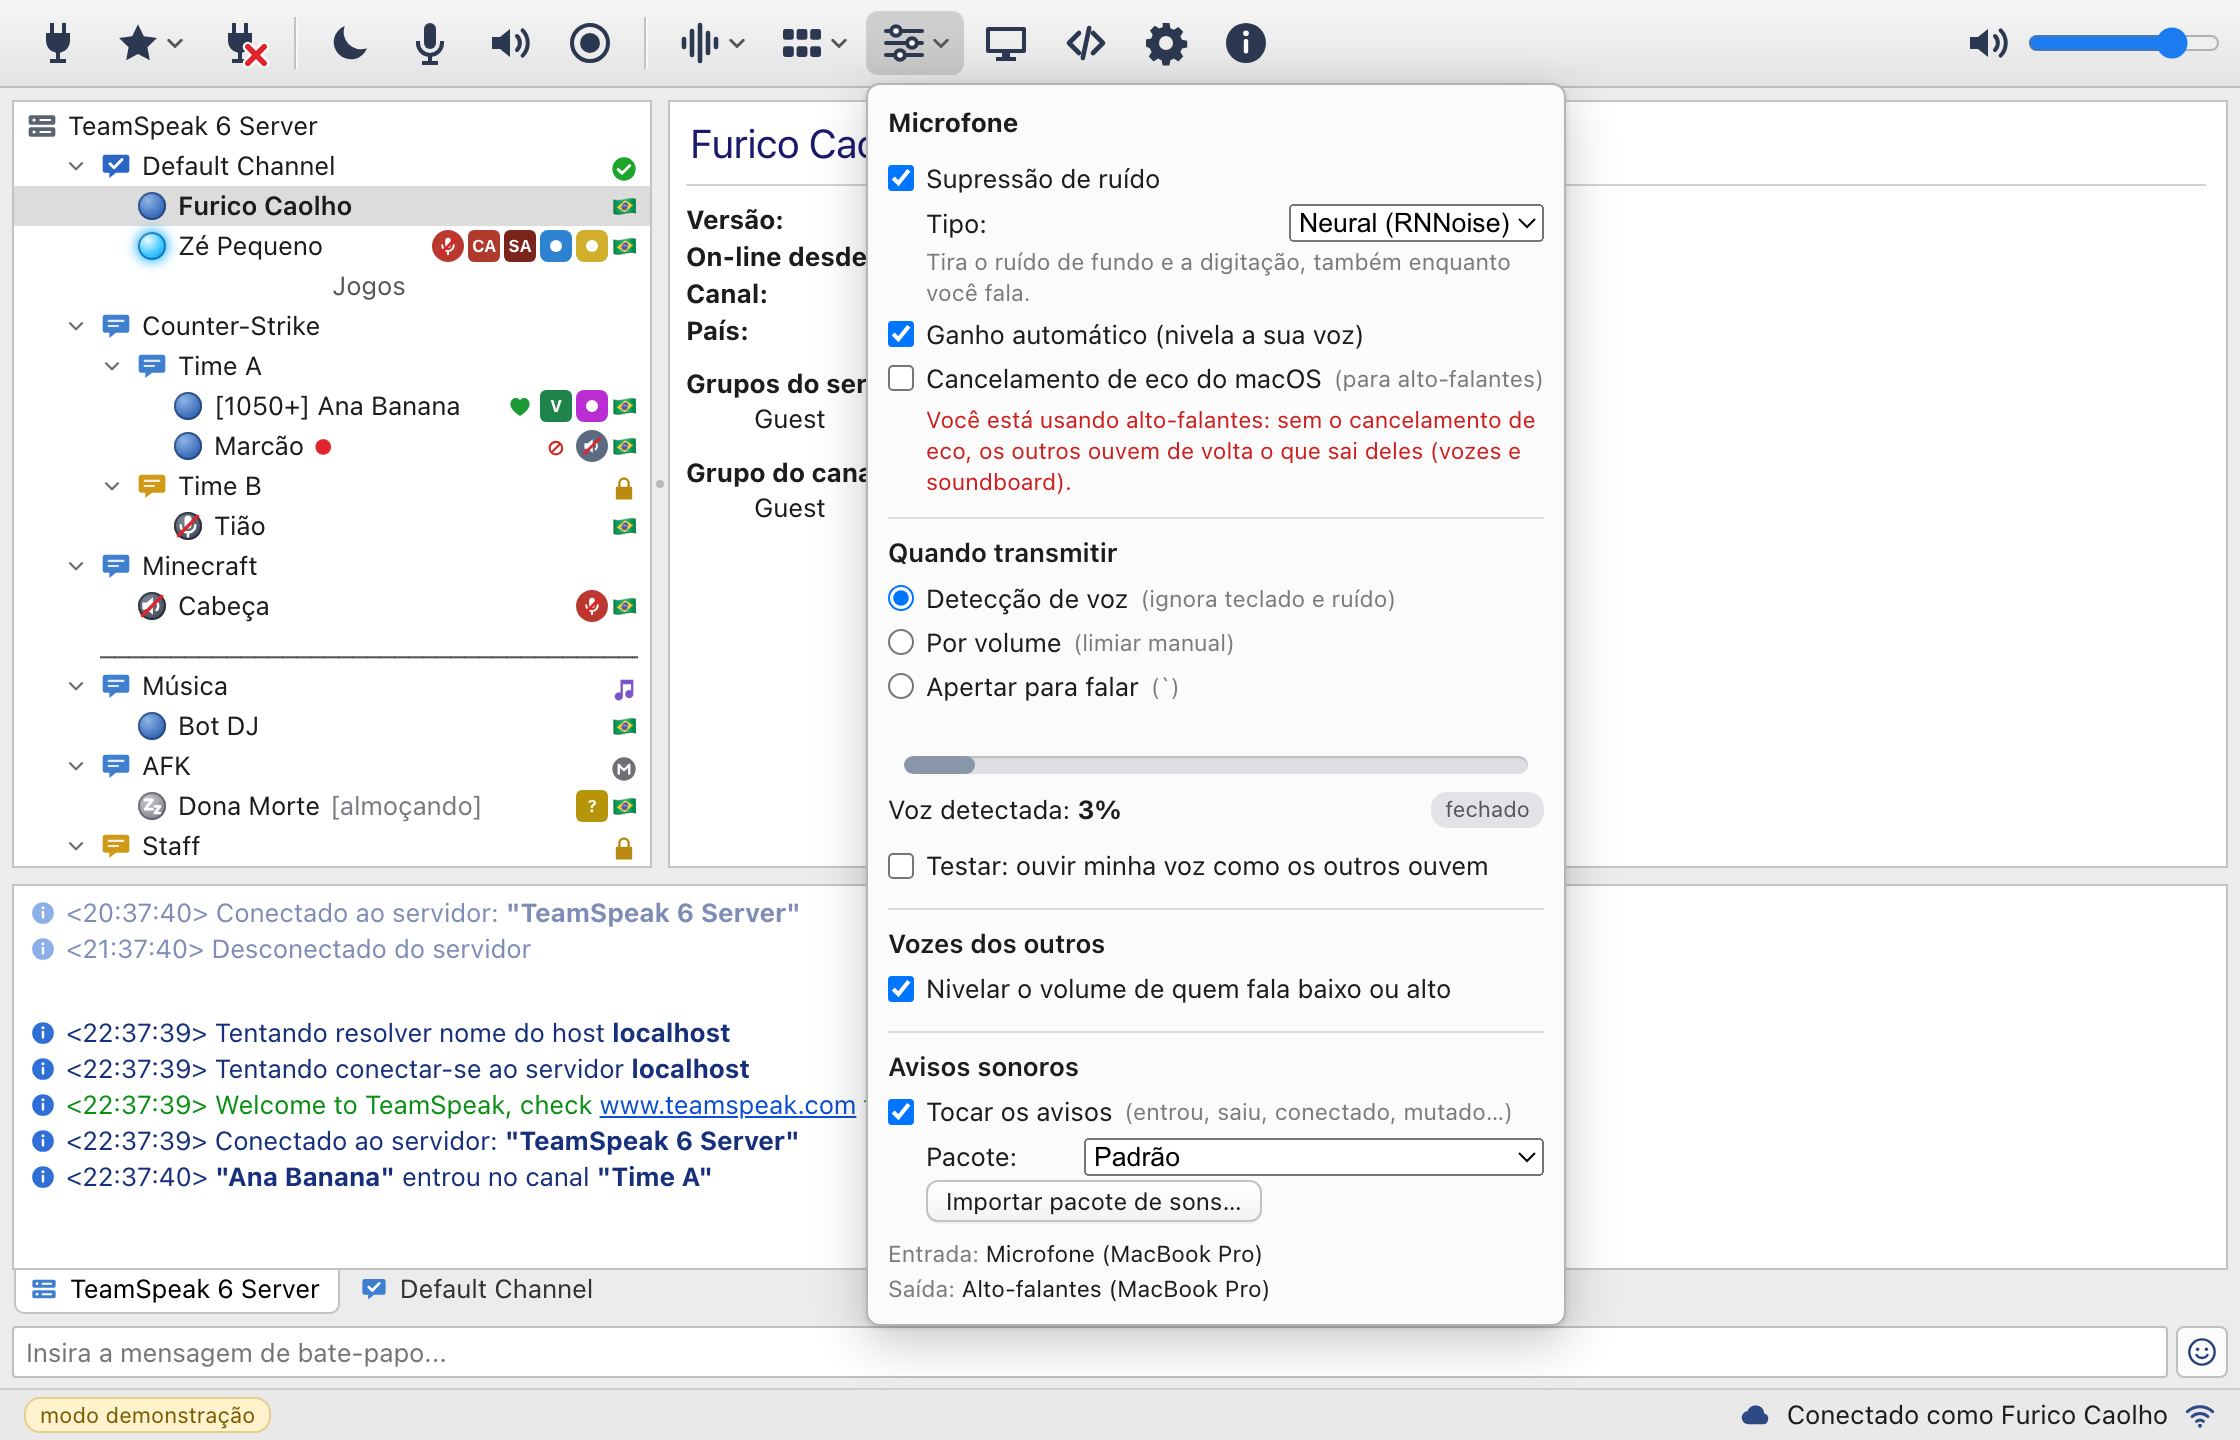 TeamSpeak 6 Server
Default Channel
Furico Caolho
Zé Pequeno CA SA
Jogos
Counter-Strike
Time A
[1050+] Ana Banana V
Marcão
Time B
Tião
Minecraft
Cabeça
Música
Bot DJ
AFK M
Dona Morte [almoçando] ?
Staff
Furico Cao
Versão:
On-line desde
Canal:
País:
Grupos do ser
Guest
Grupo do cana
Guest
Microfone
Supressão de ruído
Tipo: Neural (RNNoise)
Tira o ruído de fundo e a digitação, também enquanto
você fala.
Ganho automático (nivela a sua voz)
Cancelamento de eco do macOS (para alto-falantes)
Você está usando alto-falantes: sem o cancelamento de
eco, os outros ouvem de volta o que sai deles (vozes e
soundboard).
Quando transmitir
Detecção de voz (ignora teclado e ruído)
Por volume (limiar manual)
Apertar para falar (`)
Voz detectada: 3% fechado
Testar: ouvir minha voz como os outros ouvem
Vozes dos outros
Nivelar o volume de quem fala baixo ou alto
Avisos sonoros
Tocar os avisos (entrou, saiu, conectado, mutado...)
Pacote: Padrão
Importar pacote de sons...
Entrada: Microfone (MacBook Pro)
Saída: Alto-falantes (MacBook Pro)
<20:37:40> Conectado ao servidor: "TeamSpeak 6 Server"
<21:37:40> Desconectado do servidor
<22:37:39> Tentando resolver nome do host localhost
<22:37:39> Tentando conectar-se ao servidor localhost
<22:37:39> Welcome to TeamSpeak, check www.teamspeak.com
<22:37:39> Conectado ao servidor: "TeamSpeak 6 Server"
<22:37:40> "Ana Banana" entrou no canal "Time A"
TeamSpeak 6 Server Default Channel
Insira a mensagem de bate-papo...
modo demonstração Conectado como Furico Caolho